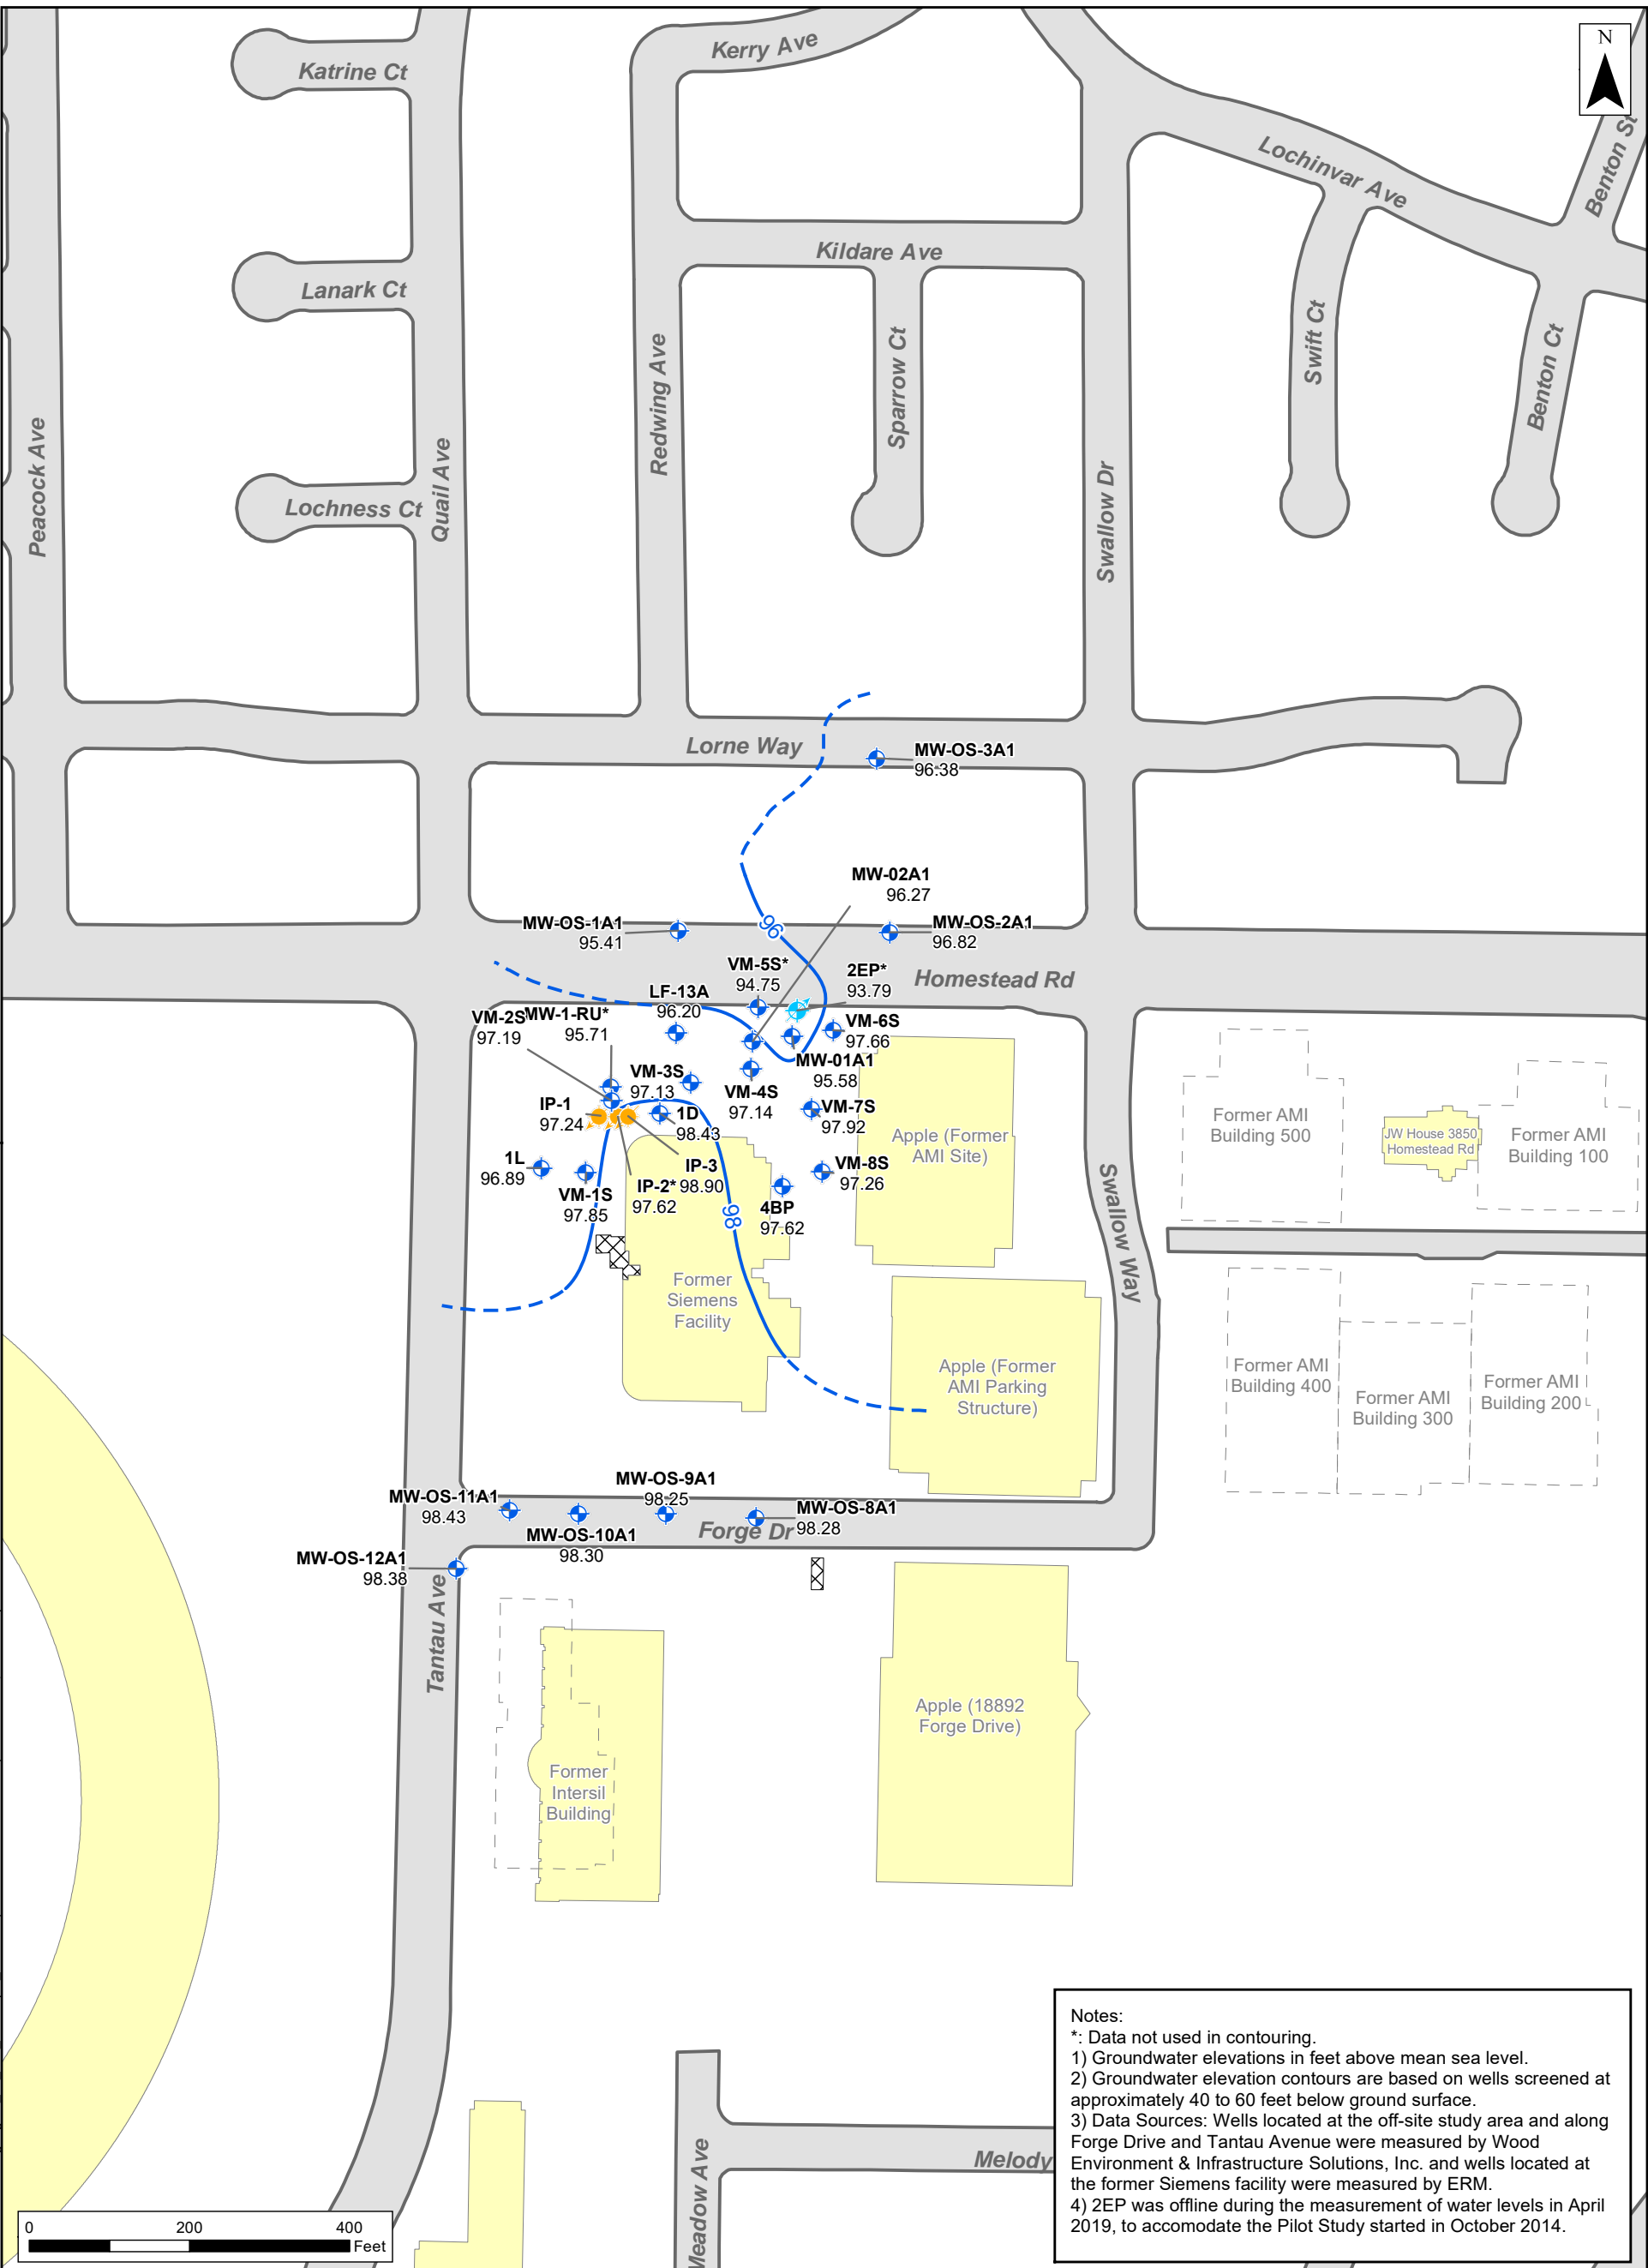 Kerry Ave
N
Katrine Ct
Lochinvar Ave
Benton St
Kildare Ave
Lanark Ct
Swift Ct
Benton Ct
Sparrow Ct
Redwing Ave
Peacock Ave
Quail Ave
Lochness Ct
Swallow Dr
Lorne Way
MW-OS-3A1
96.38
MW-02A1
96.27
MW-OS-1A1
95.41
96
MW-OS-2A1
96.82
VM-5S*
94.75
2EP*
93.79
Homestead Rd
LF-13A
96.20
VM-2S
97.19
MW-1-RU*
95.71
VM-6S
97.66
MW-01A1
95.58
VM-3S
97.13
VM-4S
97.14
IP-1
97.24
1D
98.43
VM-7S
97.92
Apple (Former
AMI Site)
Former AMI
Building 500
JW House 3850
Homestead Rd
Former AMI
Building 100
1L
96.89
VM-1S
97.85
IP-3
98.90
IP-2*
97.62
VM-8S
97.26
4BP
97.62
98
Swallow Way
Former
Siemens
Facility
Apple (Former
AMI Parking
Structure)
Former AMI
Building 400
Former AMI
Building 300
Former AMI
Building 200
MW-OS-9A1
98.25
MW-OS-11A1
98.43
MW-OS-8A1
98.28
Forge Dr
MW-OS-10A1
98.30
MW-OS-12A1
98.38
Tantau Ave
Apple (18892
Forge Drive)
Former
Intersil
Building
Meadow Ave
Melody
Notes:
*: Data not used in contouring.
1) Groundwater elevations in feet above mean sea level.
2) Groundwater elevation contours are based on wells screened at
approximately 40 to 60 feet below ground surface.
3) Data Sources: Wells located at the off-site study area and along
Forge Drive and Tantau Avenue were measured by Wood
Environment & Infrastructure Solutions, Inc. and wells located at
the former Siemens facility were measured by ERM.
4) 2EP was offline during the measurement of water levels in April
2019, to accomodate the Pilot Study started in October 2014.
0 200 400
Feet